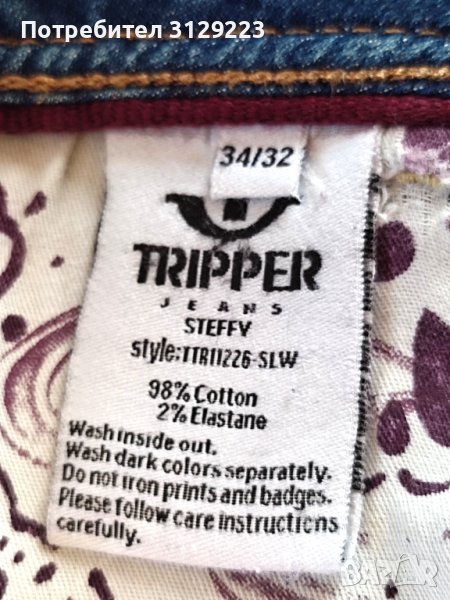 Потребител 3129223
34/32
TRIPPER
JEANS
STEFFY
style:TTR11226-SLW
98% Cotton
2% Elastane
Wash inside out.
Wash dark colors separately.
Do not iron prints and badges.
Please follow care instructions
carefully.
BAZAR